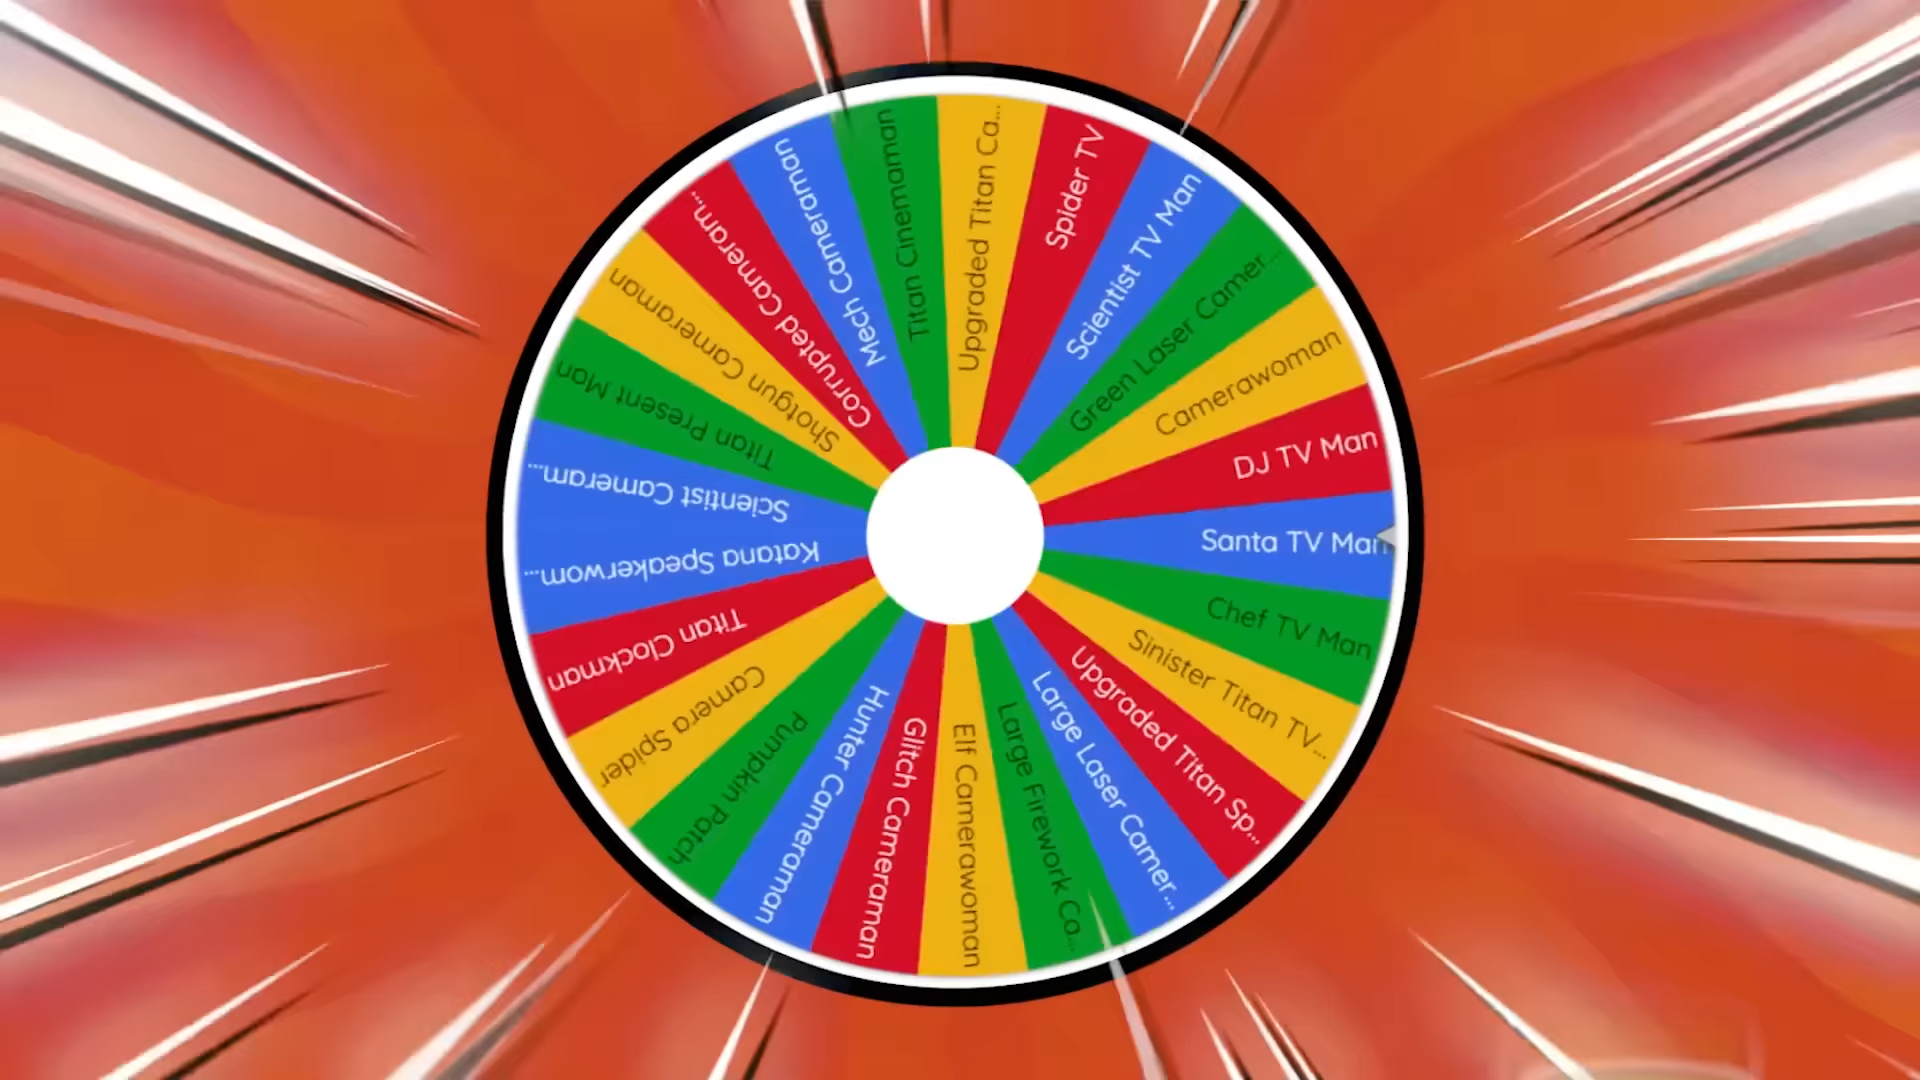 Titan Cinemaman
Upgraded Titan Ca...
Spider TV
Scientist TV Man
Green Laser Camer...
Camerawoman
DJ TV Man
Santa TV Man
Chef TV Man
Sinister Titan TV...
Upgraded Titan Sp...
Large Laser Camer...
Large Firework Ca...
Elf Camerawoman
Glitch Cameraman
Hunter Cameraman
Pumpkin Patch
Camera Spider
Titan Clockman
Katana Speakerwom...
Scientist Cameram...
Titan Present Man
Shotgun Cameraman
Corrupted Cameram...
Mech Cameraman